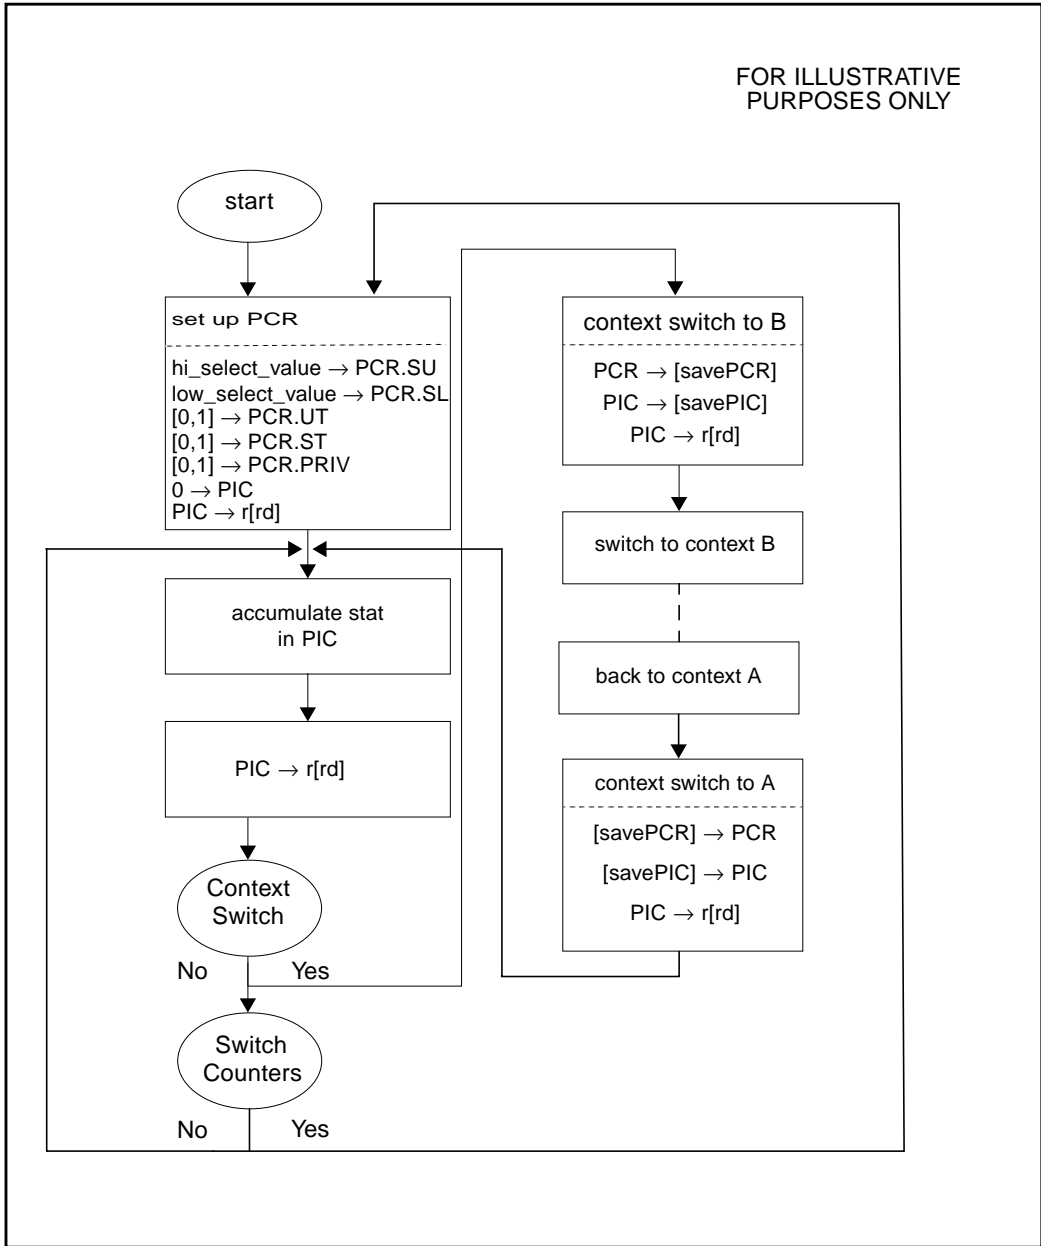 FOR ILLUSTRATIVE
PURPOSES ONLY
start
set up PCR
hi_select_value → PCR.SU
low_select_value → PCR.SL
[0,1] → PCR.UT
[0,1] → PCR.ST
[0,1] → PCR.PRIV
0 → PIC
PIC → r[rd]
accumulate stat
in PIC
PIC → r[rd]
Context
Switch
No Yes
Switch
Counters
No Yes
context switch to B
PCR → [savePCR]
PIC → [savePIC]
PIC → r[rd]
switch to context B
back to context A
context switch to A
[savePCR] → PCR
[savePIC] → PIC
PIC → r[rd]